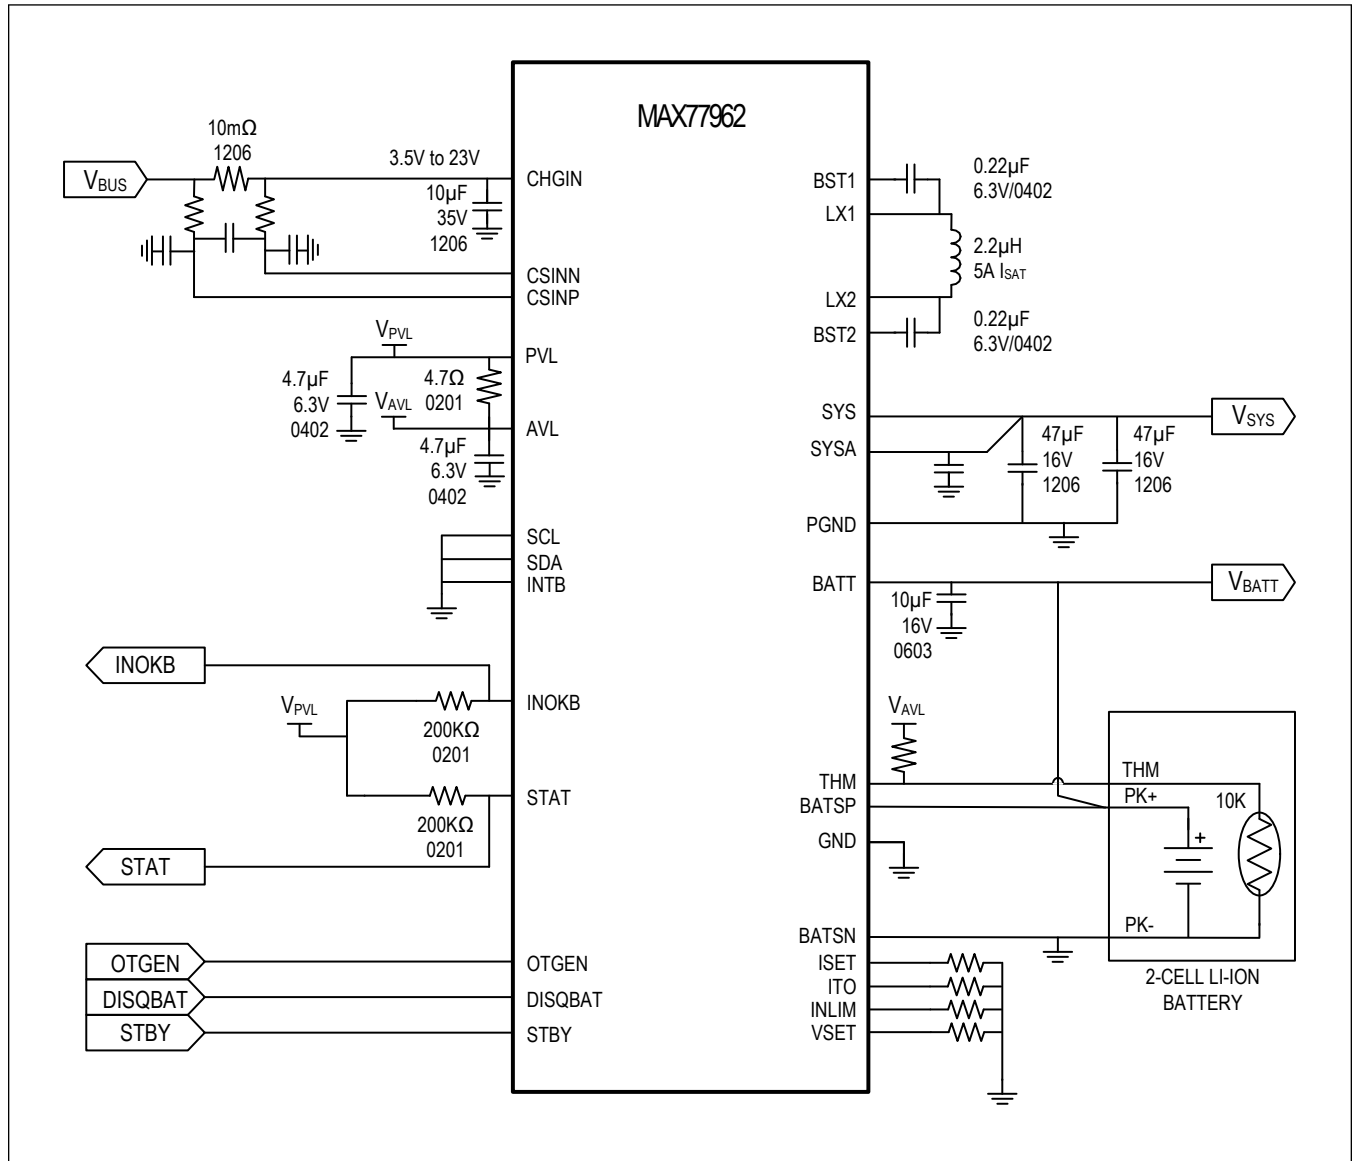 MAX77962
10mΩ
1206
3.5V to 23V
VBUS
CHGIN
10µF
35V
1206
CSINN
CSINP
VPVL
PVL
4.7µF
6.3V
0402
4.7Ω
0201
VAVL
AVL
4.7µF
6.3V
0402
SCL
SDA
INTB
INOKB
INOKB
VPVL
200KΩ
0201
STAT
200KΩ
0201
STAT
OTGEN
OTGEN
DISQBAT
DISQBAT
STBY
STBY
BST1
0.22µF
6.3V/0402
LX1
2.2µH
5A ISAT
LX2
0.22µF
6.3V/0402
BST2
SYS
VSYS
SYSA
47µF
16V
1206
47µF
16V
1206
PGND
BATT
VBATT
10µF
16V
0603
VAVL
THM
THM
BATSP
PK+
10K
+
GND
BATSN
PK-
ISET
ITO
INLIM
VSET
2-CELL LI-ION
BATTERY